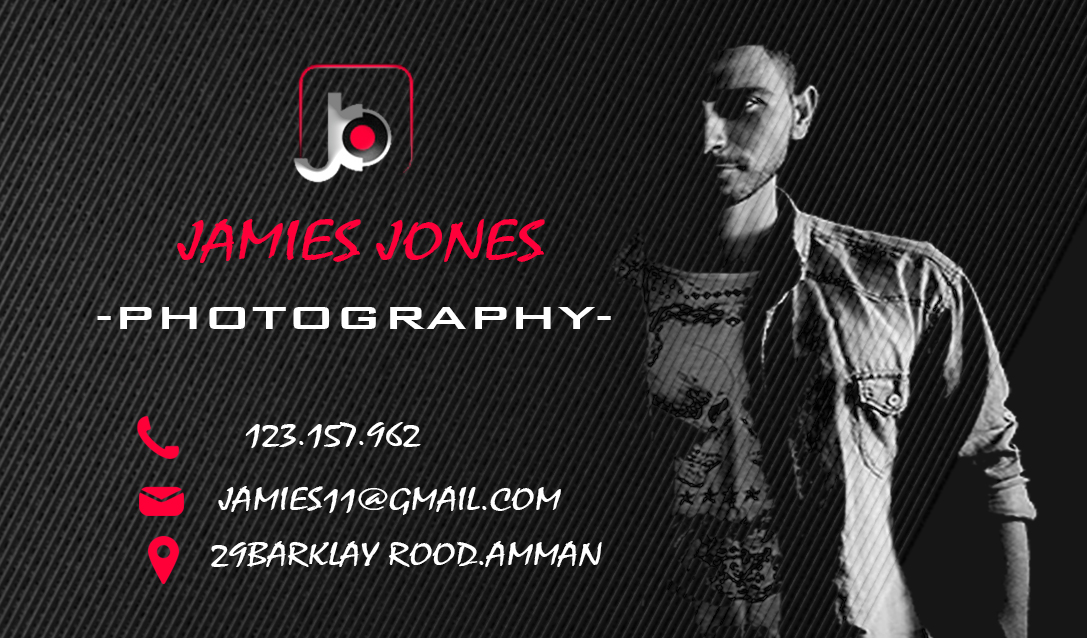 JAMIES JONES
-PHOTOGRAPHY-
123.157.962
JAMIES11@GMAIL.COM
29BARKLAY ROOD.AMMAN